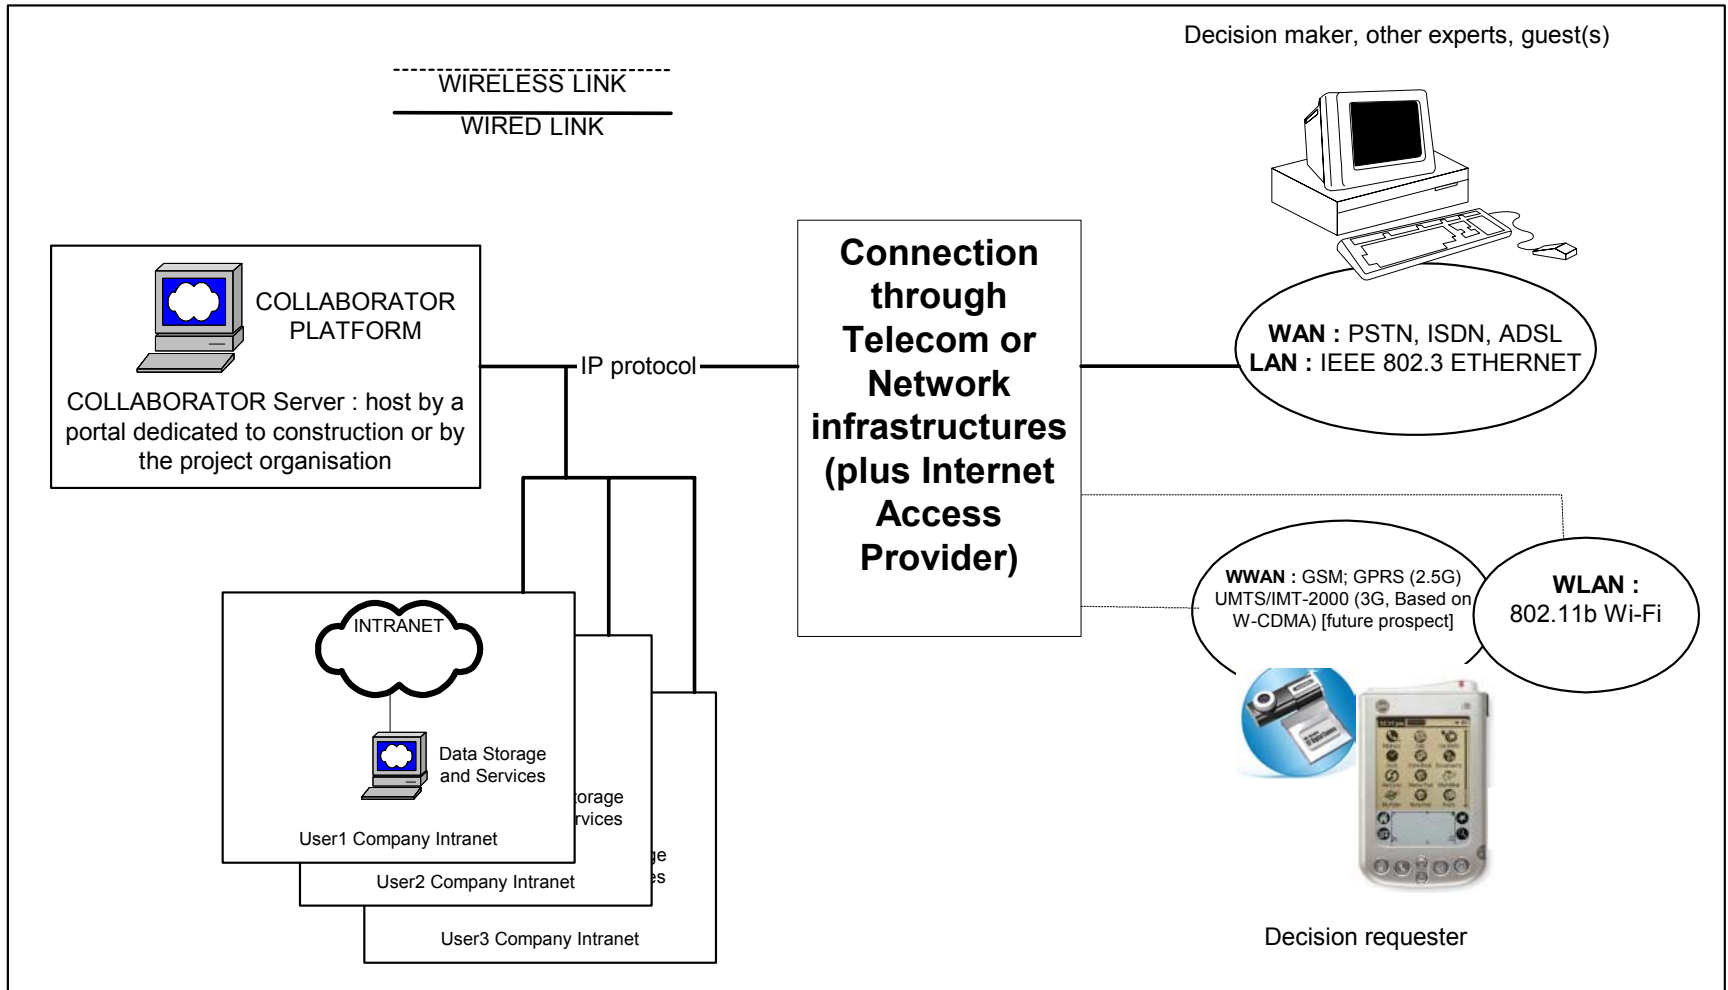 Decision maker, other experts, guest(s)
WIRELESS LINK
WIRED LINK
COLLABORATOR
PLATFORM
COLLABORATOR Server : host by a
portal dedicated to construction or by
the project organisation
IP protocol
Connection
through
Telecom or
Network
infrastructures
(plus Internet
Access
Provider)
WAN : PSTN, ISDN, ADSL
LAN : IEEE 802.3 ETHERNET
WWAN : GSM; GPRS (2.5G)
UMTS/IMT-2000 (3G, Based on
W-CDMA) [future prospect]
WLAN :
802.11b Wi-Fi
INTRANET
Data Storage
and Services
User1 Company Intranet
orage
rvices
User2 Company Intranet
ge
es
User3 Company Intranet
Decision requester